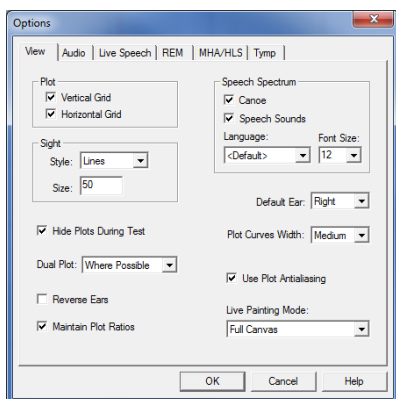 Options
View Audio Live Speech REM MHA/HLS Tymp
Plot
Vertical Grid
Horizontal Grid
Sight
Style: Lines
Size: 50
Hide Plots During Test
Dual Plot: Where Possible
Reverse Ears
Maintain Plot Ratios
Speech Spectrum
Canoe
Speech Sounds
Language: Font Size:
<Default> 12
Default Ear: Right
Plot Curves Width: Medium
Use Plot Antialiasing
Live Painting Mode:
Full Canvas
OK Cancel Help